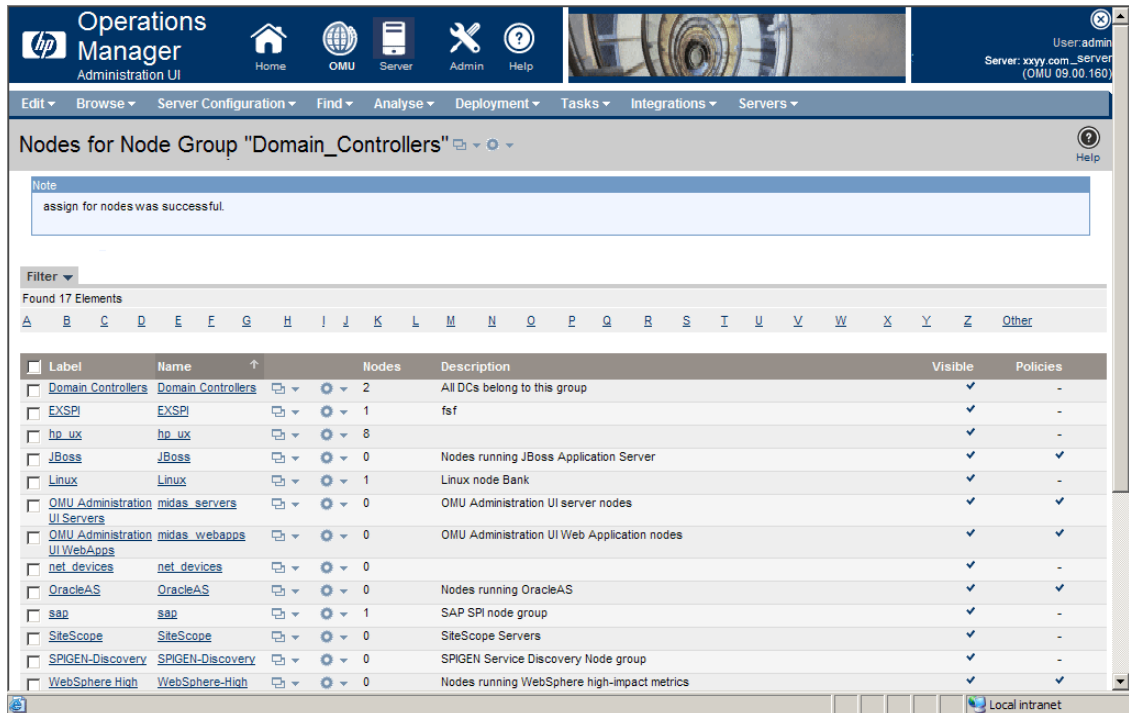 hp
Operations
Manager
Administration UI
Home
OMU
Server
Admin
Help
User:admin
Server: xxyy.com_server
(OMU 09.00.160)
Edit Browse Server Configuration Find Analyse Deployment Tasks Integrations Servers
Nodes for Node Group "Domain_Controllers"
Help
Note
assign for nodes was successful.
Filter
Found 17 Elements
A B C D E F G H I J K L M N O P Q R S T U V W X Y Z Other
Label Name Nodes Description Visible Policies
Domain Controllers Domain Controllers 2 All DCs belong to this group -
EXSPI EXSPI 1 fsf -
hp_ux hp_ux 8 -
JBoss JBoss 0 Nodes running JBoss Application Server
Linux Linux 1 Linux node Bank -
OMU Administration midas_servers 0 OMU Administration UI server nodes
UI Servers
OMU Administration midas_webapps 0 OMU Administration UI Web Application nodes
UI WebApps
net_devices net_devices 0 -
OracleAS OracleAS 0 Nodes running OracleAS
sap sap 1 SAP SPI node group -
SiteScope SiteScope 0 SiteScope Servers -
SPIGEN-Discovery SPIGEN-Discovery 0 SPIGEN Service Discovery Node group -
WebSphere High WebSphere-High 0 Nodes running WebSphere high-impact metrics
Local intranet